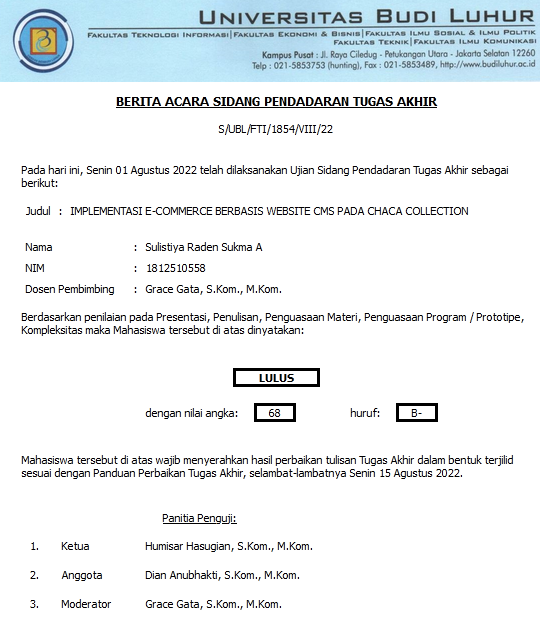 UNIVERSITAS BUDI LUHUR
FAKULTAS TEKNOLOGI INFORMASI|FAKULTAS EKONOMI & BISNIS|FAKULTAS ILMU SOSIAL & ILMU POLITIK
FAKULTAS TEKNIK|FAKULTAS ILMU KOMUNIKASI
Kampus Pusat : Jl. Raya Ciledug - Petukangan Utara - Jakarta Selatan 12260
Telp : 021-5853753 (hunting), Fax : 021-5853489, http://www.budiluhur.ac.id
BERITA ACARA SIDANG PENDADARAN TUGAS AKHIR
S/UBL/FTI/1854/VIII/22
Pada hari ini, Senin 01 Agustus 2022 telah dilaksanakan Ujian Sidang Pendadaran Tugas Akhir sebagai
berikut:
Judul : IMPLEMENTASI E-COMMERCE BERBASIS WEBSITE CMS PADA CHACA COLLECTION
Nama : Sulistiya Raden Sukma A
NIM : 1812510558
Dosen Pembimbing : Grace Gata, S.Kom., M.Kom.
Berdasarkan penilaian pada Presentasi, Penulisan, Penguasaan Materi, Penguasaan Program / Prototipe,
Kompleksitas maka Mahasiswa tersebut di atas dinyatakan:
LULUS
dengan nilai angka: 68 huruf: B-
Mahasiswa tersebut di atas wajib menyerahkan hasil perbaikan tulisan Tugas Akhir dalam bentuk terjilid
sesuai dengan Panduan Perbaikan Tugas Akhir, selambat-lambatnya Senin 15 Agustus 2022.
Panitia Penguji:
1. Ketua Humisar Hasugian, S.Kom., M.Kom.
2. Anggota Dian Anubhakti, S.Kom., M.Kom.
3. Moderator Grace Gata, S.Kom., M.Kom.